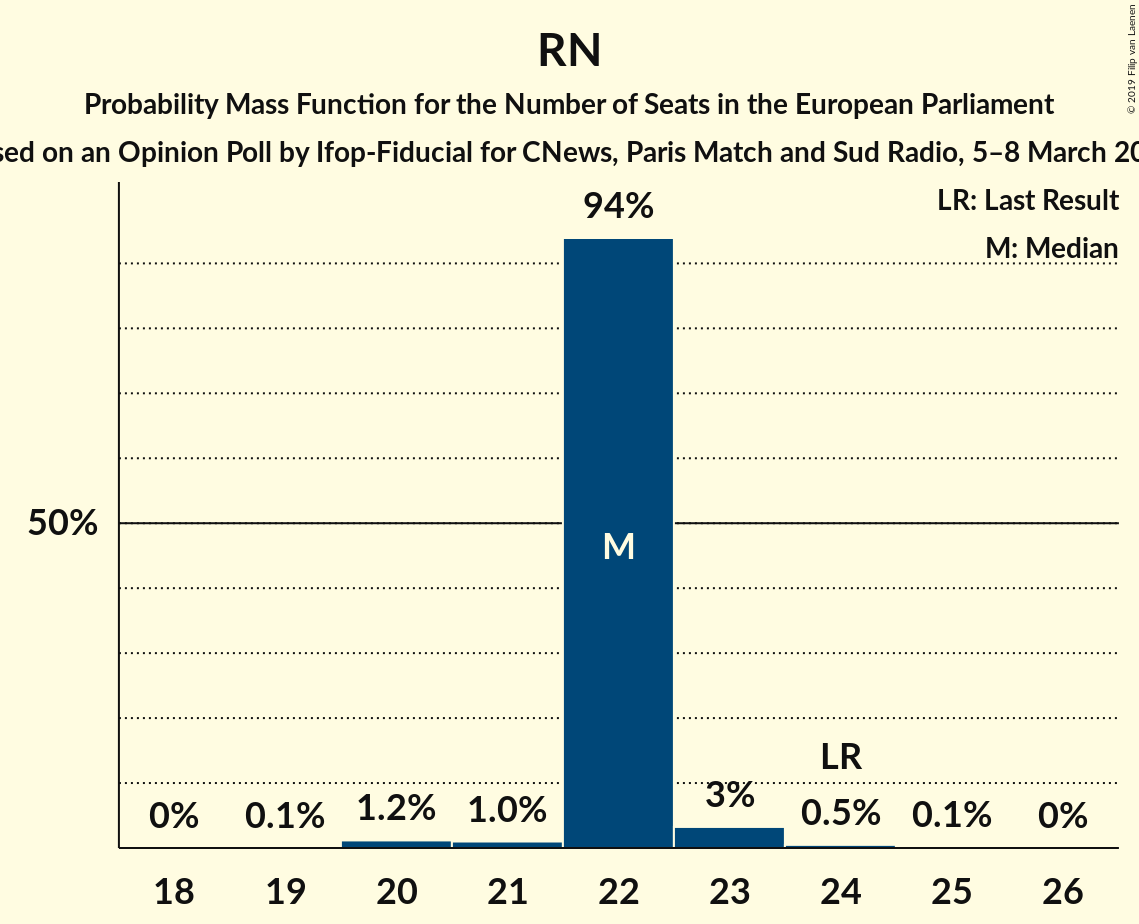 RN
Probability Mass Function for the Number of Seats in the European Parliament
on an Opinion Poll by Ifop-Fiducial for CNews, Paris Match and Sud Radio, 5–8 March
© 2019 Filip van Laenen
LR: Last Result
M: Median
94%
50%
M
LR
0%
0.1%
1.2%
1.0%
3%
0.5%
0.1%
0%
18 19 20 21 22 23 24 25 26